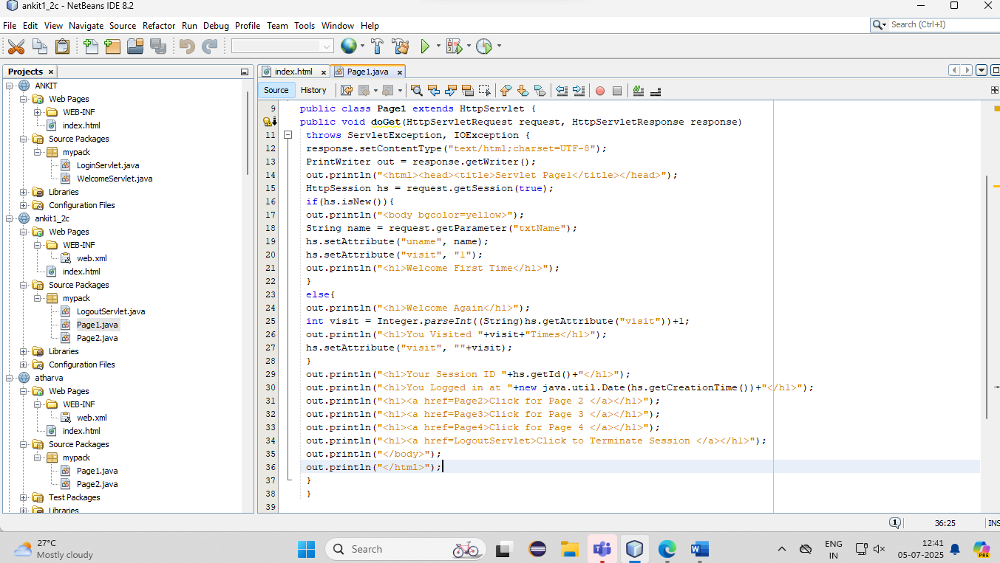 ankit1_2c - NetBeans IDE 8.2
File Edit View Navigate Source Refactor Run Debug Profile Team Tools Window Help
Search (Ctrl+I)
Projects
index.html
Page1.java
Source History
ANKIT
Web Pages
WEB-INF
index.html
Source Packages
mypack
LoginServlet.java
WelcomeServlet.java
Libraries
Configuration Files
ankit1_2c
Web Pages
WEB-INF
web.xml
index.html
Source Packages
mypack
LogoutServlet.java
Page1.java
Page2.java
Libraries
Configuration Files
atharva
Web Pages
WEB-INF
web.xml
index.html
Source Packages
mypack
Page1.java
Page2.java
Test Packages
Libraries
9 public class Page1 extends HttpServlet {
public void doGet(HttpServletRequest request, HttpServletResponse response)
11 throws ServletException, IOException {
12 response.setContentType("text/html;charset=UTF-8");
13 PrintWriter out = response.getWriter();
14 out.println("<html><head><title>Servlet Page1</title></head>");
15 HttpSession hs = request.getSession(true);
16 if(hs.isNew()){
17 out.println("<body bgcolor=yellow>");
18 String name = request.getParameter("txtName");
19 hs.setAttribute("uname", name);
20 hs.setAttribute("visit", "1");
21 out.println("<h1>Welcome First Time</h1>");
22 }
23 else{
24 out.println("<h1>Welcome Again</h1>");
25 int visit = Integer.parseInt((String)hs.getAttribute("visit"))+1;
26 out.println("<h1>You Visited "+visit+"Times</h1>");
27 hs.setAttribute("visit", ""+visit);
28 }
29 out.println("<h1>Your Session ID "+hs.getId()+"</h1>");
30 out.println("<h1>You Logged in at "+new java.util.Date(hs.getCreationTime())+"</h1>");
31 out.println("<h1><a href=Page2>Click for Page 2 </a></h1>");
32 out.println("<h1><a href=Page3>Click for Page 3 </a></h1>");
33 out.println("<h1><a href=Page4>Click for Page 4 </a></h1>");
34 out.println("<h1><a href=LogoutServlet>Click to Terminate Session </a></h1>");
35 out.println("</body>");
36 out.println("</html>");
37 }
38 }
39
1
36:25
INS
27°C
Mostly cloudy
Search
ENG
IN
12:41
05-07-2025
PRE